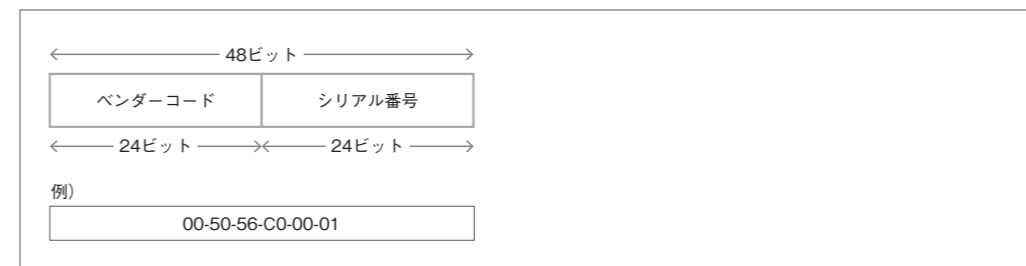 48ビット
ベンダーコード シリアル番号
24ビット 24ビット
例)
00-50-56-C0-00-01